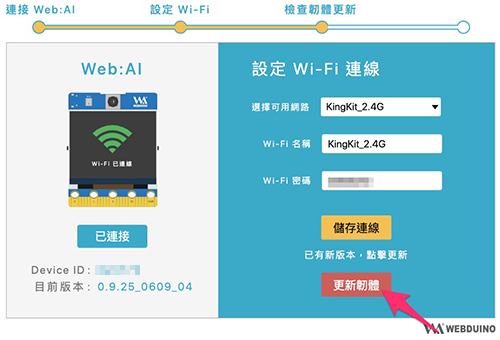 連接 Web:AI
設定 Wi-Fi
檢查韌體更新
Web:AI
Wi-Fi 已連線
已連接
Device ID :
目前版本 : 0.9.25_0609_04
設定 Wi-Fi 連線
選擇可用網路
KingKit_2.4G
Wi-Fi 名稱
KingKit_2.4G
Wi-Fi 密碼
儲存連線
已有新版本，點擊更新
更新韌體
WEBDUINO